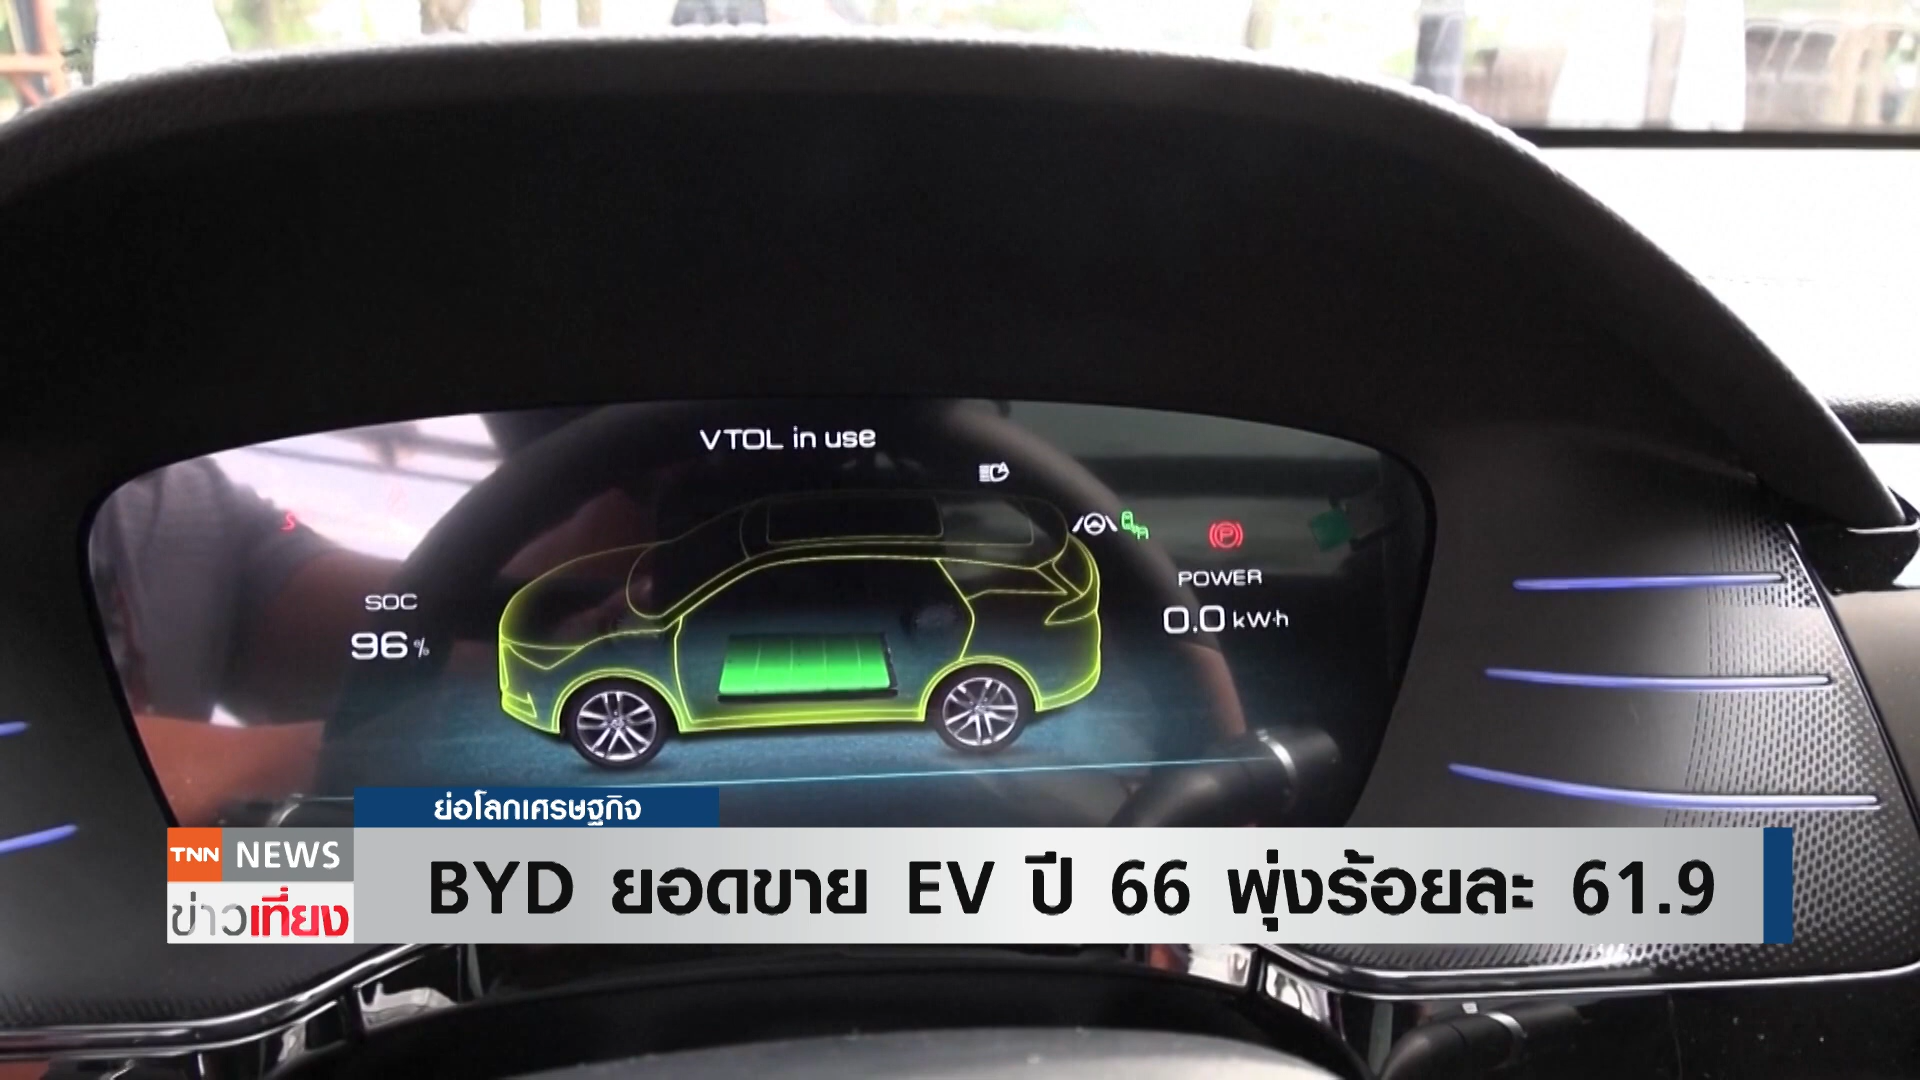 VTOL in use
SOC
96 %
POWER
0.0 kW·h
ย่อโลกเศรษฐกิจ
TNN NEWS
ข่าวเที่ยง
BYD ยอดขาย EV ปี 66 พุ่งร้อยละ 61.9